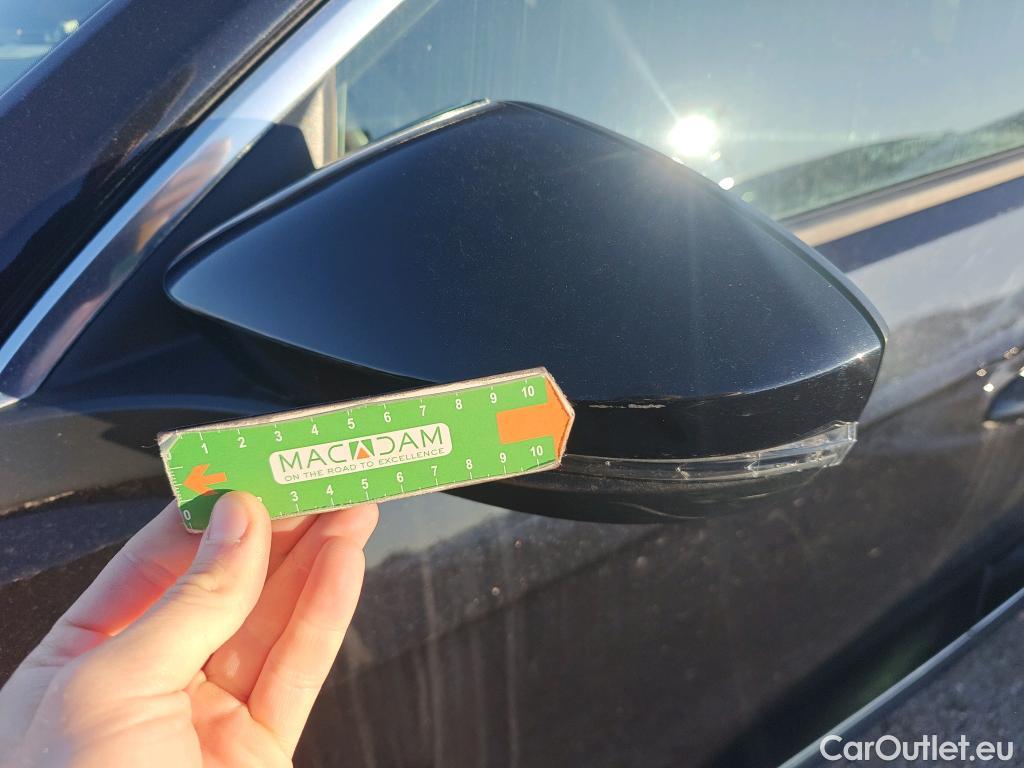 1 2 3 4 5 6 7 8 9 10
MACADAM
ON THE ROAD TO EXCELLENCE
0 2 3 4 5 6 7 8 9 10
CarOutlet.eu